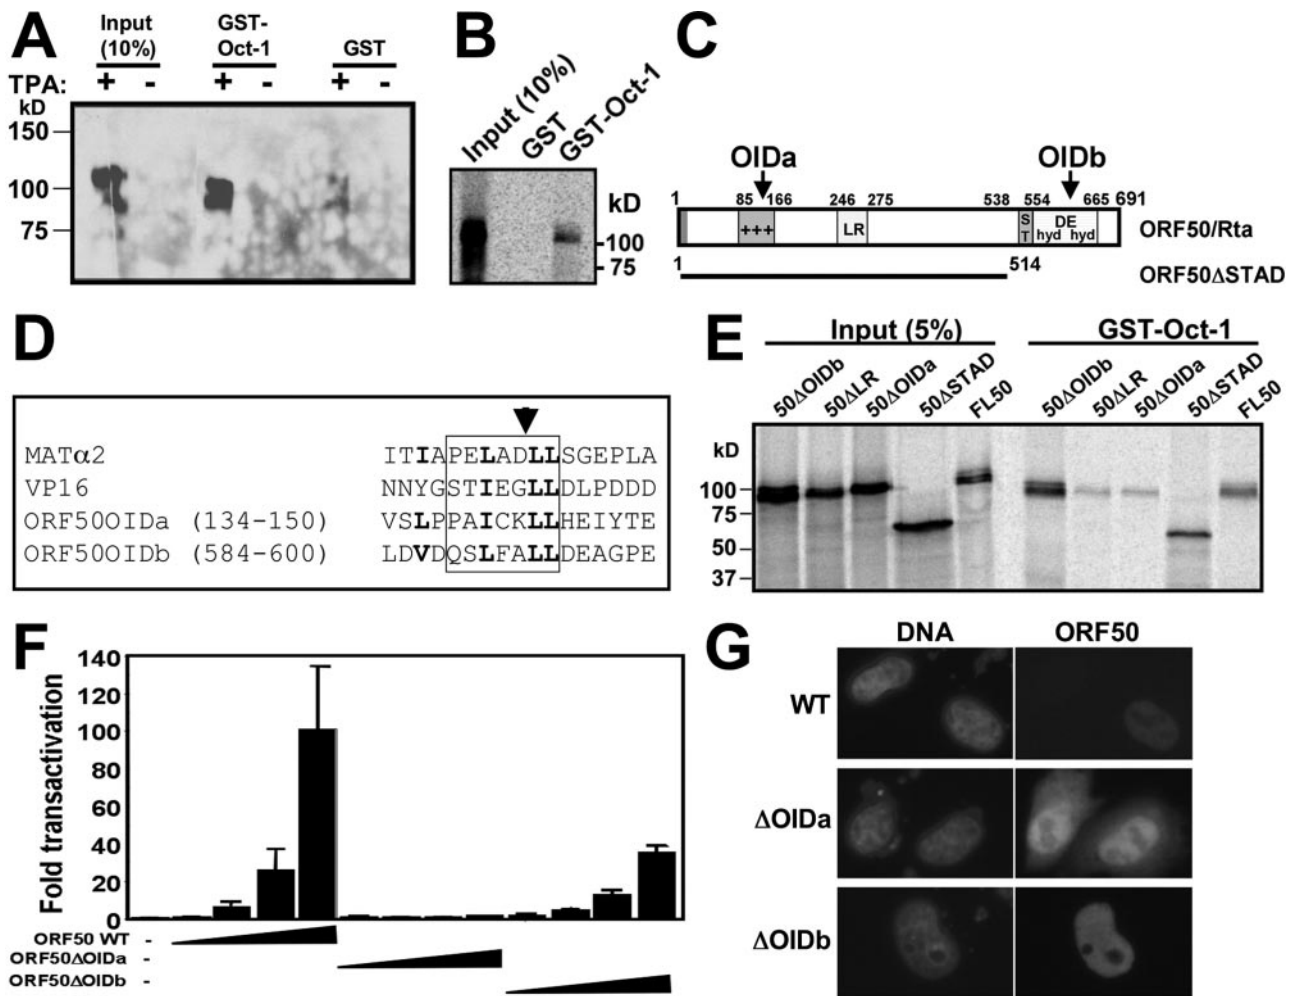 A
Input (10%)
GST-Oct-1
GST
TPA: + - + - + -
kD
150
100
75
B
Input (10%)
GST
GST-Oct-1
kD
100
75
C
OIDa
OIDb
1 85 166 246 275 538 554 665 691
+++ LR S T hyd DE hyd ORF50/Rta
1 514
ORF50ΔSTAD
D
MATα2 ITIAPELADLLSGEPLA
VP16 NNYGSTIEGLLDLPDDD
ORF50OIDa (134-150) VSLPPAICKLLHEIYTE
ORF50OIDb (584-600) LDVDQSLFALLDEAGPE
E
Input (5%)
GST-Oct-1
50ΔOIDb 50ΔLR 50ΔOIDa 50ΔSTAD FL50 50ΔOIDb 50ΔLR 50ΔOIDa 50ΔSTAD FL50
kD
100
75
50
37
F
Fold transactivation
140
120
100
80
60
40
20
0
ORF50 WT -
ORF50ΔOIDa -
ORF50ΔOIDb -
G
DNA ORF50
WT
ΔOIDa
ΔOIDb